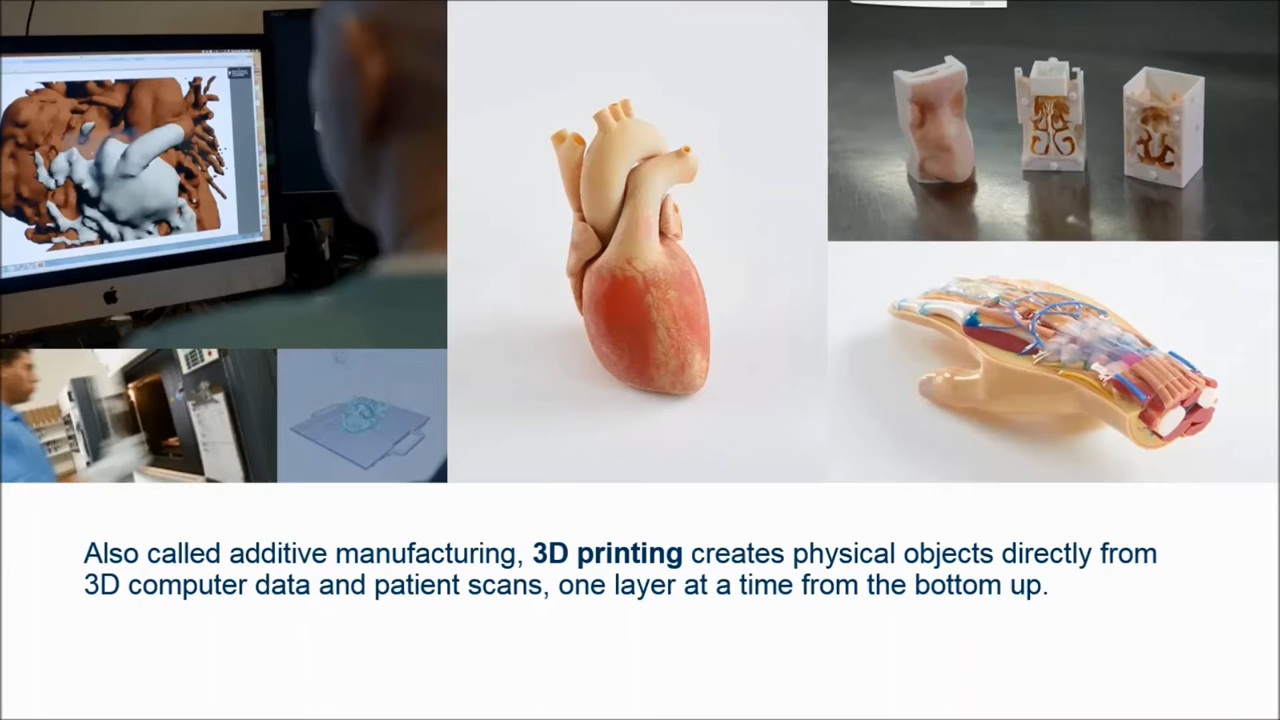 Also called additive manufacturing, 3D printing creates physical objects directly from
3D computer data and patient scans, one layer at a time from the bottom up.